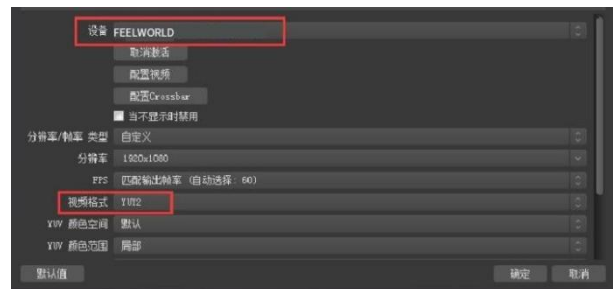 设备 FEELWORLD
取消激活
配置视频
配置Crossbar
当不显示时禁用
分辨率/帧率 类型 自定义
分辨率 1920x1080
FPS 匹配输出帧率 (自动选择: 60)
视频格式 YUY2
YUV 颜色空间 默认
YUV 颜色范围 局部
默认值 确定 取消